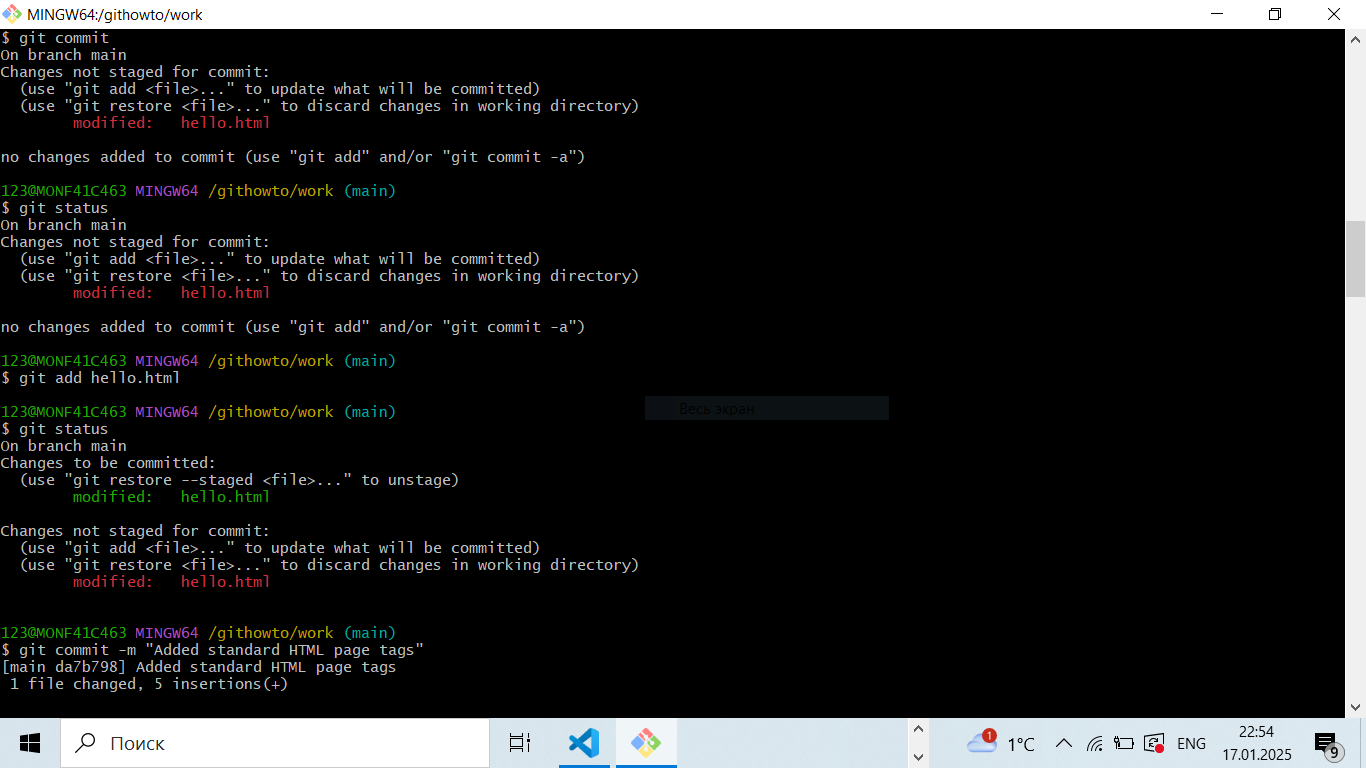 MINGW64:/githowto/work
$ git commit
On branch main
Changes not staged for commit:
  (use "git add <file>..." to update what will be committed)
  (use "git restore <file>..." to discard changes in working directory)
        modified:   hello.html

no changes added to commit (use "git add" and/or "git commit -a")

123@MONF41C463 MINGW64 /githowto/work (main)
$ git status
On branch main
Changes not staged for commit:
  (use "git add <file>..." to update what will be committed)
  (use "git restore <file>..." to discard changes in working directory)
        modified:   hello.html

no changes added to commit (use "git add" and/or "git commit -a")

123@MONF41C463 MINGW64 /githowto/work (main)
$ git add hello.html

123@MONF41C463 MINGW64 /githowto/work (main)
Весь экран
$ git status
On branch main
Changes to be committed:
  (use "git restore --staged <file>..." to unstage)
        modified:   hello.html

Changes not staged for commit:
  (use "git add <file>..." to update what will be committed)
  (use "git restore <file>..." to discard changes in working directory)
        modified:   hello.html

123@MONF41C463 MINGW64 /githowto/work (main)
$ git commit -m "Added standard HTML page tags"
[main da7b798] Added standard HTML page tags
 1 file changed, 5 insertions(+)
Поиск
1
1°C
ENG
22:54
17.01.2025
9